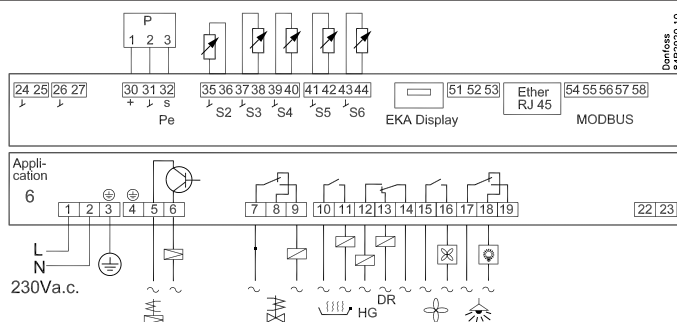 P
1 2 3
Danfoss
24 25 26 27 30 31 32 35 36 37 38 39 40 41 42 43 44 51 52 53 Ether RJ 45 54 55 56 57 58
+ s S2 S3 S4 S5 S6
Pe EKA Display MODBUS
Appli-
cation
6
1 2 3 4 5 6 7 8 9 10 11 12 13 14 15 16 17 18 19 22 23
L
N
230Va.c.
HG DR